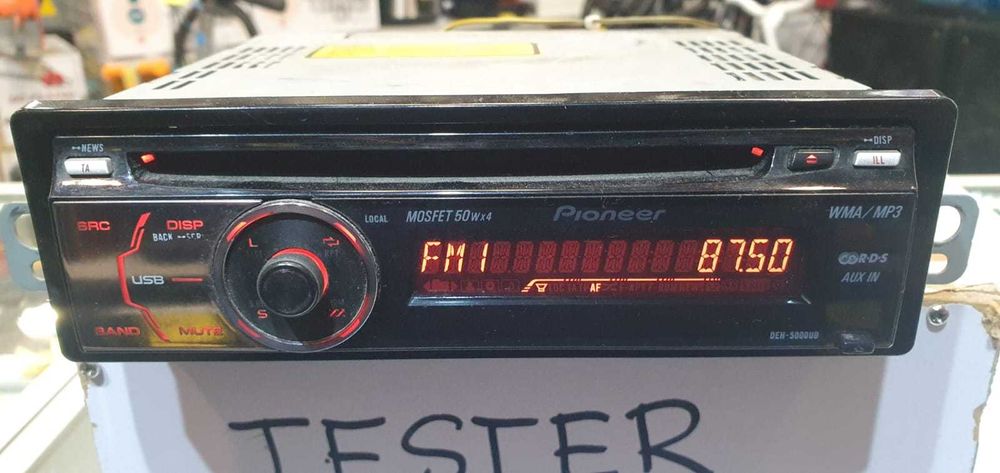 NEWS
DISP
TA
ILL
LOCAL
MOSFET 50Wx4
Pioneer
WMA/MP3
SRC
DISP
BACK
L
USB
FM1
87.50
R·D·S
AF
AUX IN
S
BAND
MUTE
DEH-5000UB
TESTER